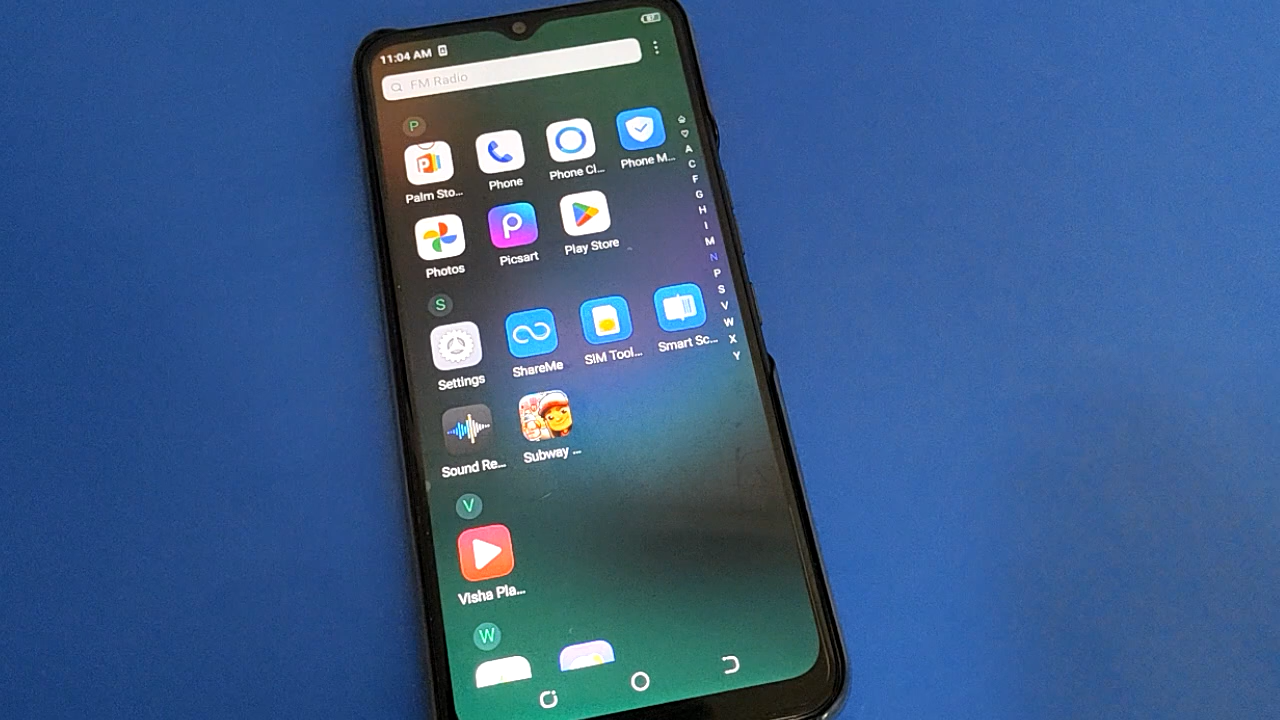 11:04 AM
FM Radio
P
Palm Sto...
Phone
Phone Cl...
Phone M...
Photos
Picsart
Play Store
S
Settings
ShareMe
SIM Tool...
Smart Sc...
Sound Re...
Subway ...
V
Visha Pla...
W
A
C
F
G
H
I
M
N
P
S
V
W
X
Y